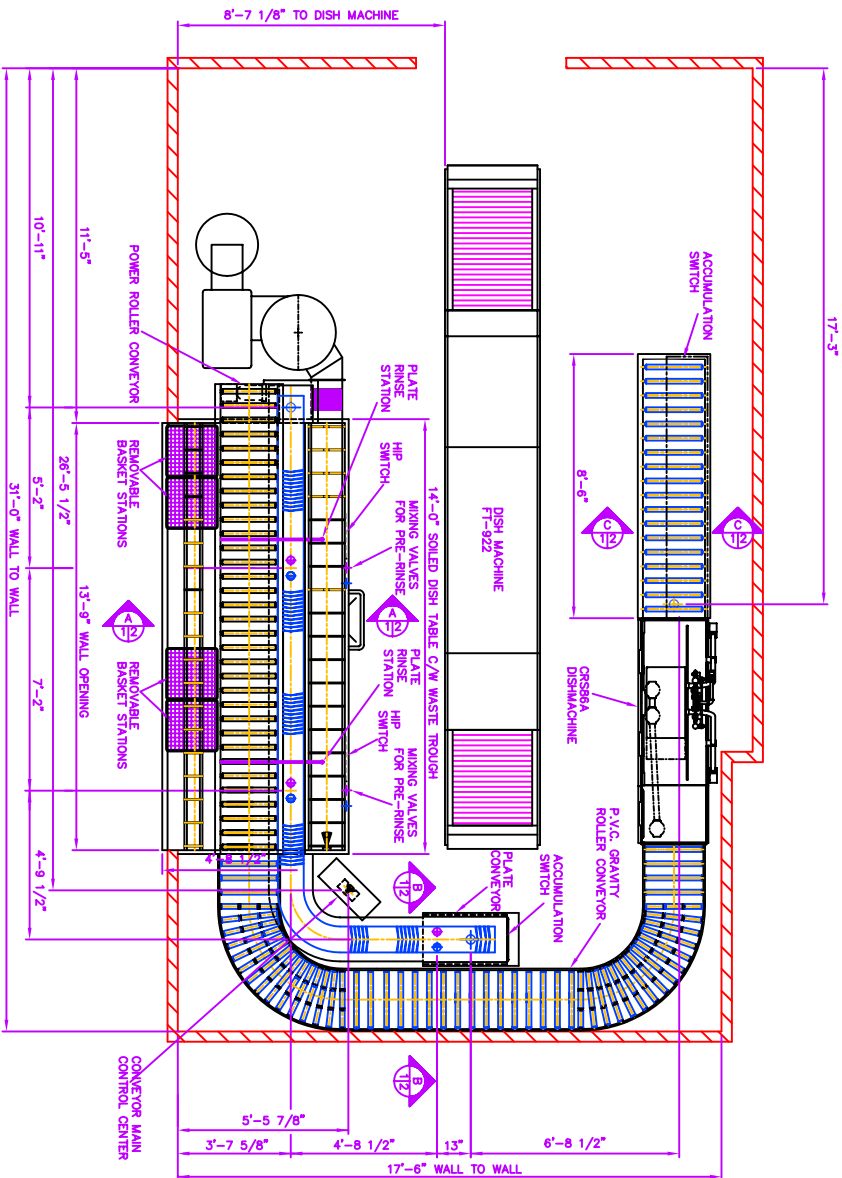 8'-7 1/8" TO DISH MACHINE
17'-3"
ACCUMULATION
SWITCH
8'-6"
C
1 2
C
1 2
CRS86A
DISHMACHINE
P.V.C. GRAVITY
ROLLER CONVEYOR
DISH MACHINE
FT-922
10'-11"
11'-5"
POWER ROLLER CONVEYOR
PLATE
RINSE
STATION
HIP
SWITCH
MIXING VALVES
FOR PRE-RINSE
14'-0" SOILED DISH TABLE C/W WASTE TROUGH
A
1 2
PLATE
RINSE
STATION
HIP
SWITCH
MIXING VALVES
FOR PRE-RINSE
REMOVABLE
BASKET STATIONS
26'-5 1/2"
5'-2"
31'-0" WALL TO WALL
A
1 2
13'-9" WALL OPENING
7'-2"
REMOVABLE
BASKET STATIONS
4'-8 1/2"
4'-9 1/2"
B
1 2
PLATE
CONVEYOR
ACCUMULATION
SWITCH
B
1 2
CONVEYOR MAIN
CONTROL CENTER
5'-5 7/8"
3'-7 5/8"
4'-8 1/2"
13"
6'-8 1/2"
17'-6" WALL TO WALL